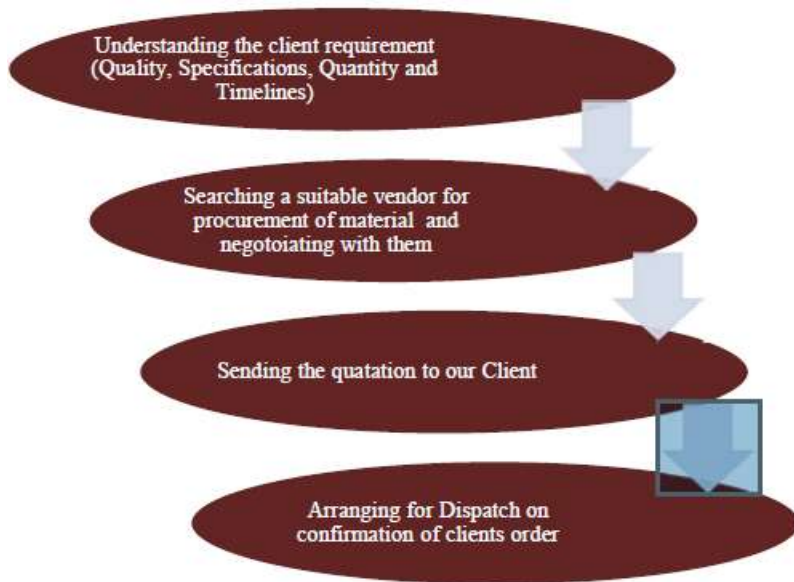 Understanding the client requirement
(Quality, Specifications, Quantity and
Timelines)
Searching a suitable vendor for
procurement of material and
negotoiating with them
Sending the quatation to our Client
Arranging for Dispatch on
confirmation of clients order